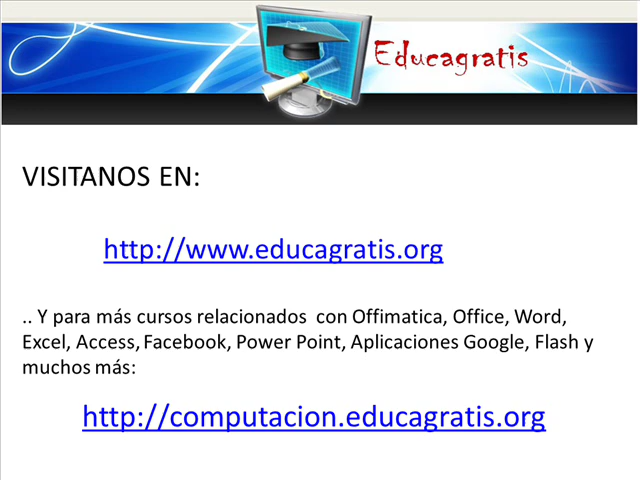 Educagratis
VISITANOS EN:
http://www.educagratis.org
.. Y para más cursos relacionados con Offimatica, Office, Word,
Excel, Access, Facebook, Power Point, Aplicaciones Google, Flash y
muchos más:
http://computacion.educagratis.org